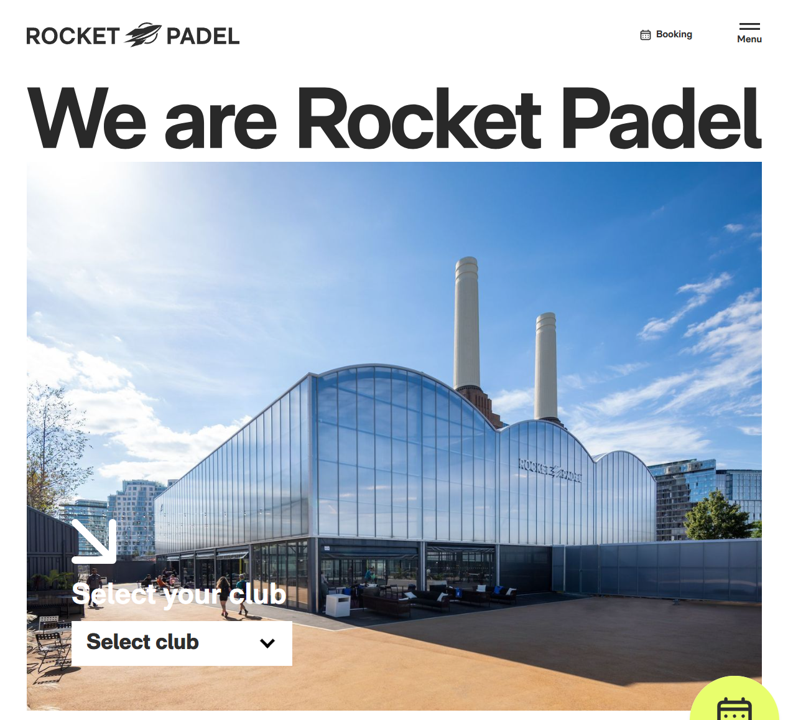 ROCKET PADEL
Booking
Menu
We are Rocket Padel
ROCKET PADEL
Select your club
Select club